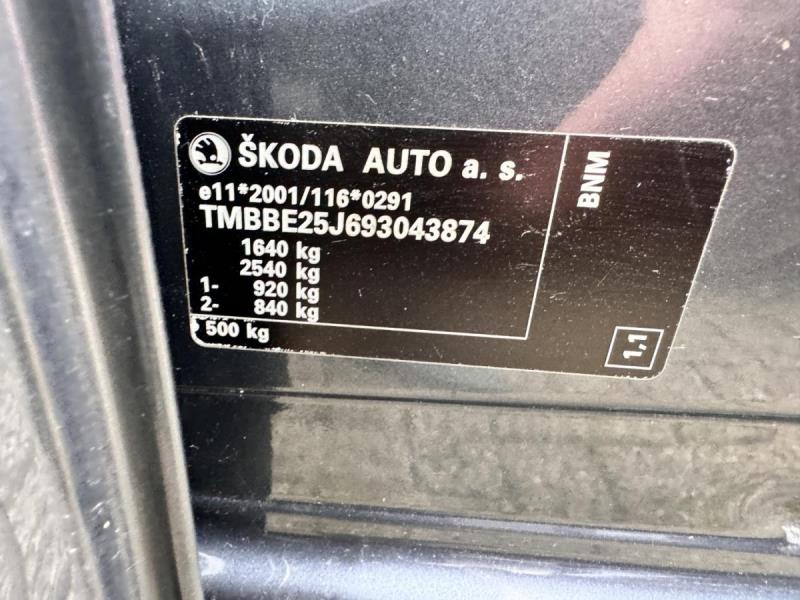 ŠKODA AUTO a. s.
e11*2001/116*0291
TMBBE25J693043874
1640 kg
2540 kg
1- 920 kg
2- 840 kg
500 kg
BNM
1,1